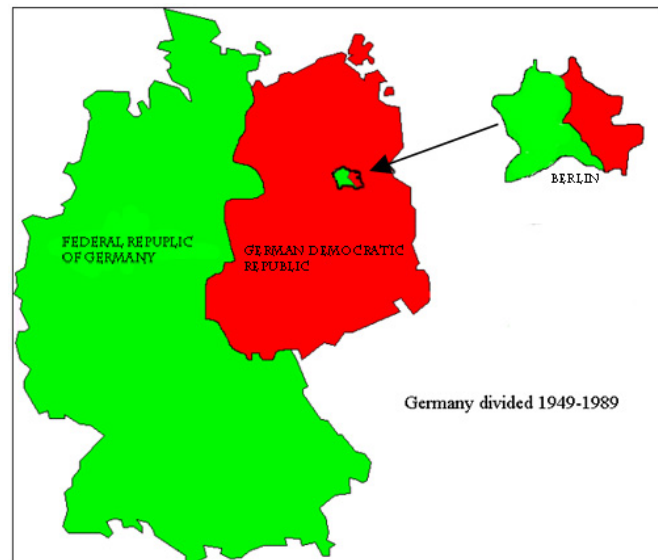 BERLIN
FEDERAL REPUPLIC
OF GERMANY
GERMAN DEMOCRATIC
REPUBLIC
Germany divided 1949-1989